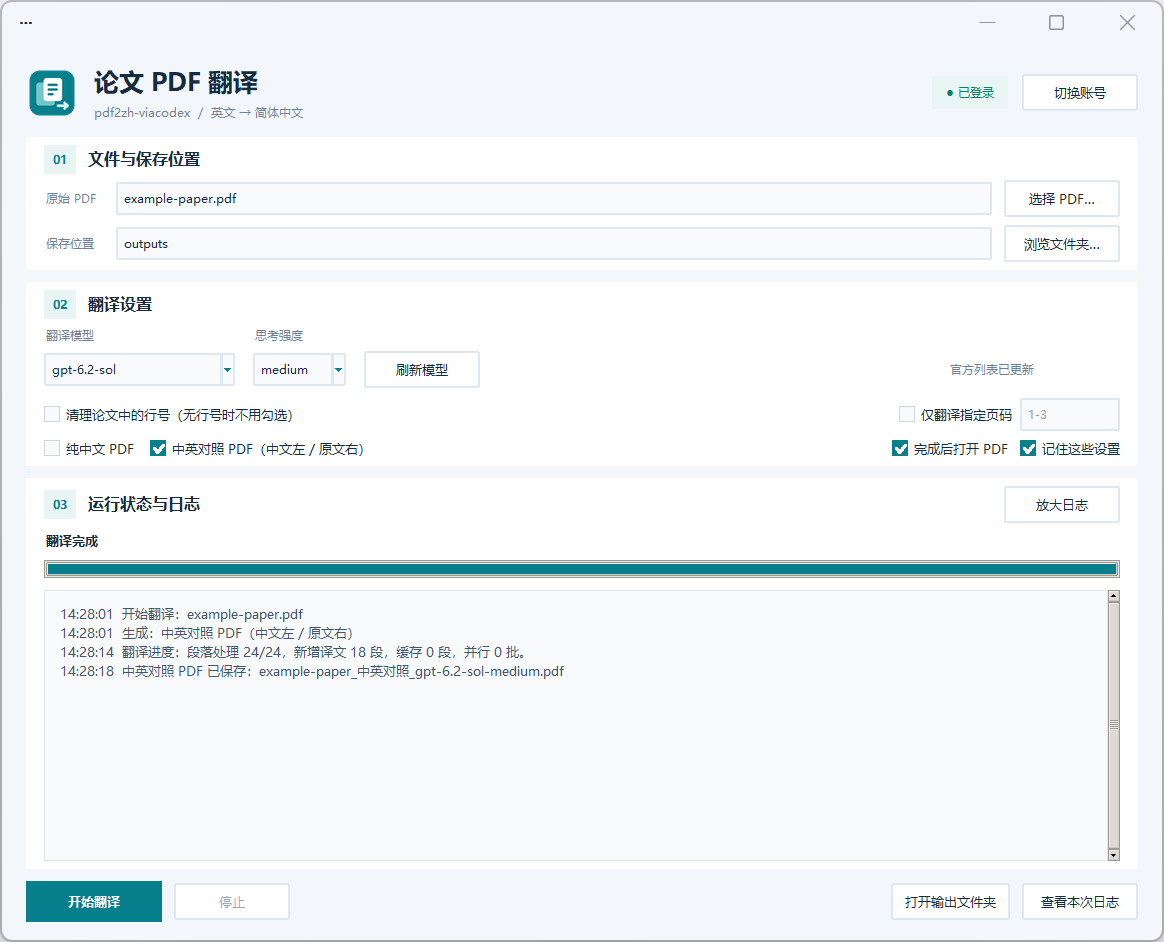 ...
论文 PDF 翻译
pdf2zh-viacodex / 英文 → 简体中文
● 已登录
切换账号
01 文件与保存位置
原始 PDF example-paper.pdf 选择 PDF...
保存位置 outputs 浏览文件夹...
02 翻译设置
翻译模型 思考强度
gpt-6.2-sol medium 刷新模型 官方列表已更新
清理论文中的行号（无行号时不用勾选） 仅翻译指定页码 1-3
纯中文 PDF 中英对照 PDF（中文左 / 原文右） 完成后打开 PDF 记住这些设置
03 运行状态与日志 放大日志
翻译完成
14:28:01 开始翻译：example-paper.pdf
14:28:01 生成：中英对照 PDF（中文左 / 原文右）
14:28:14 翻译进度：段落处理 24/24，新增译文 18 段，缓存 0 段，并行 0 批。
14:28:18 中英对照 PDF 已保存：example-paper_中英对照_gpt-6.2-sol-medium.pdf
开始翻译 停止 打开输出文件夹 查看本次日志